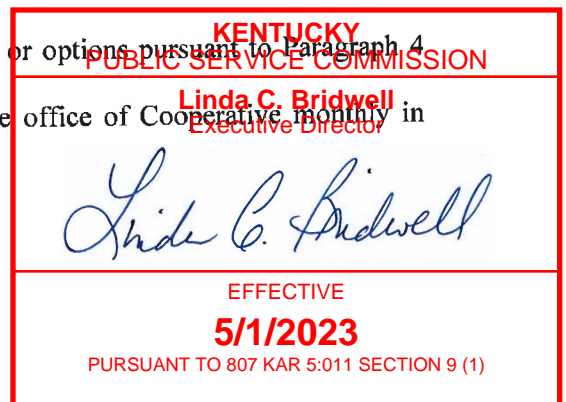 KENTUCKY
or options pursuant to Paragraph 4
PUBLIC SERVICE COMMISSION
Linda C. Bridwell
e office of Cooperative monthly in
Executive Director
Linda C. Bridwell
EFFECTIVE
5/1/2023
PURSUANT TO 807 KAR 5:011 SECTION 9 (1)